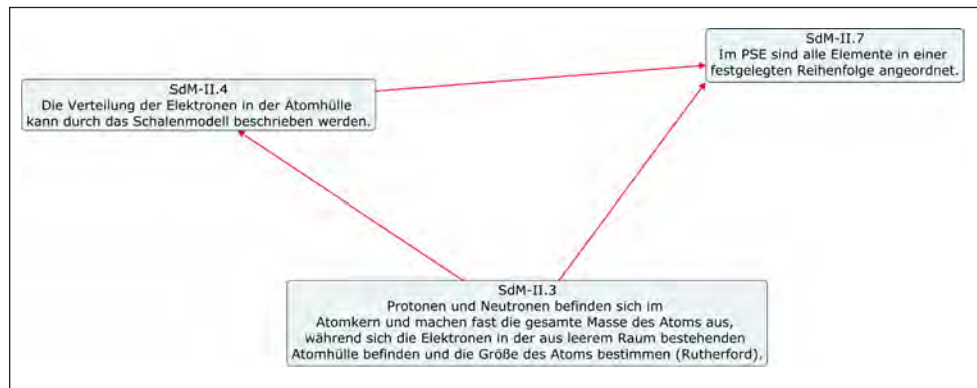 SdM-II.7
Im PSE sind alle Elemente in einer
festgelegten Reihenfolge angeordnet.
SdM-II.4
Die Verteilung der Elektronen in der Atomhülle
kann durch das Schalenmodell beschrieben werden.
SdM-II.3
Protonen und Neutronen befinden sich im
Atomkern und machen fast die gesamte Masse des Atoms aus,
während sich die Elektronen in der aus leerem Raum bestehenden
Atomhülle befinden und die Größe des Atoms bestimmen (Rutherford).